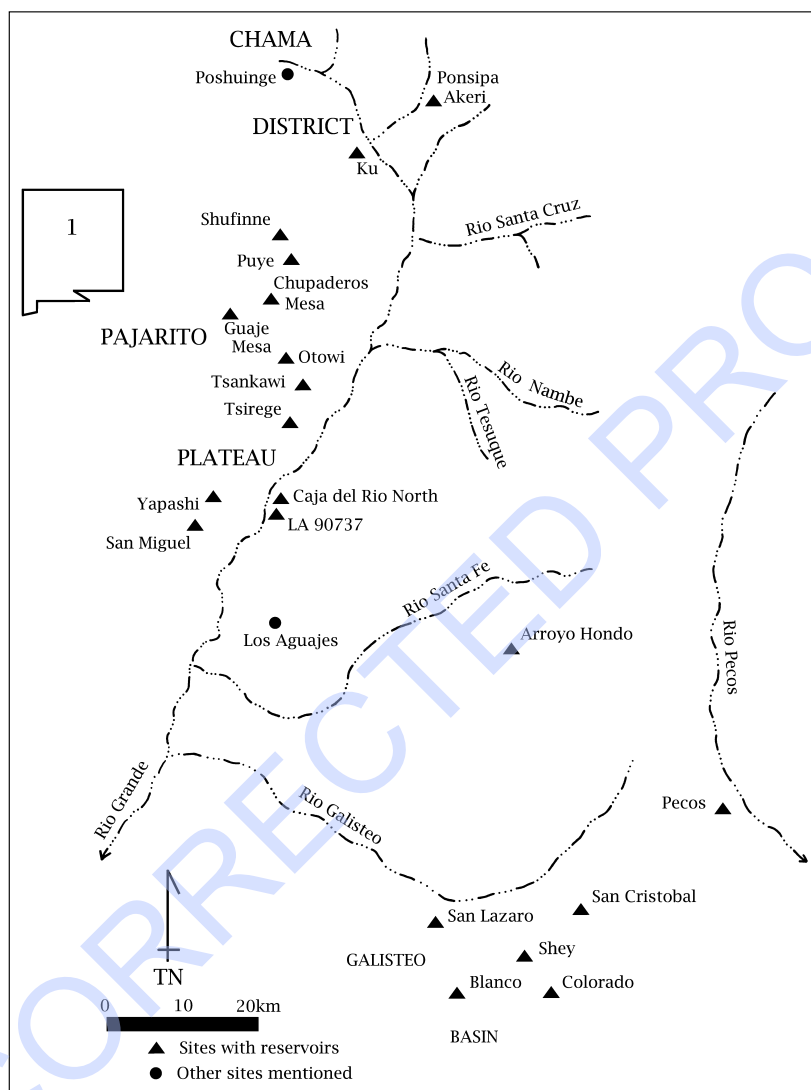 CHAMA
Poshuinge
Ponsipa
Akeri
DISTRICT
Ku
1
Shufinne
Rio Santa Cruz
Puye
Chupaderos
Mesa
PAJARITO
Guaje
Mesa
Otowi
Tsankawi
Rio Nambe
Rio Tesuque
Tsirege
PLATEAU
Yapashi
Caja del Rio North
LA 90737
San Miguel
Rio Santa Fe
Los Aguajes
Arroyo Hondo
Rio Pecos
Rio Grande
Rio Galisteo
Pecos
San Cristobal
San Lazaro
GALISTEO
Shey
TN
Blanco
Colorado
0 10 20km
BASIN
Sites with reservoirs
Other sites mentioned
CORRECTED PRO